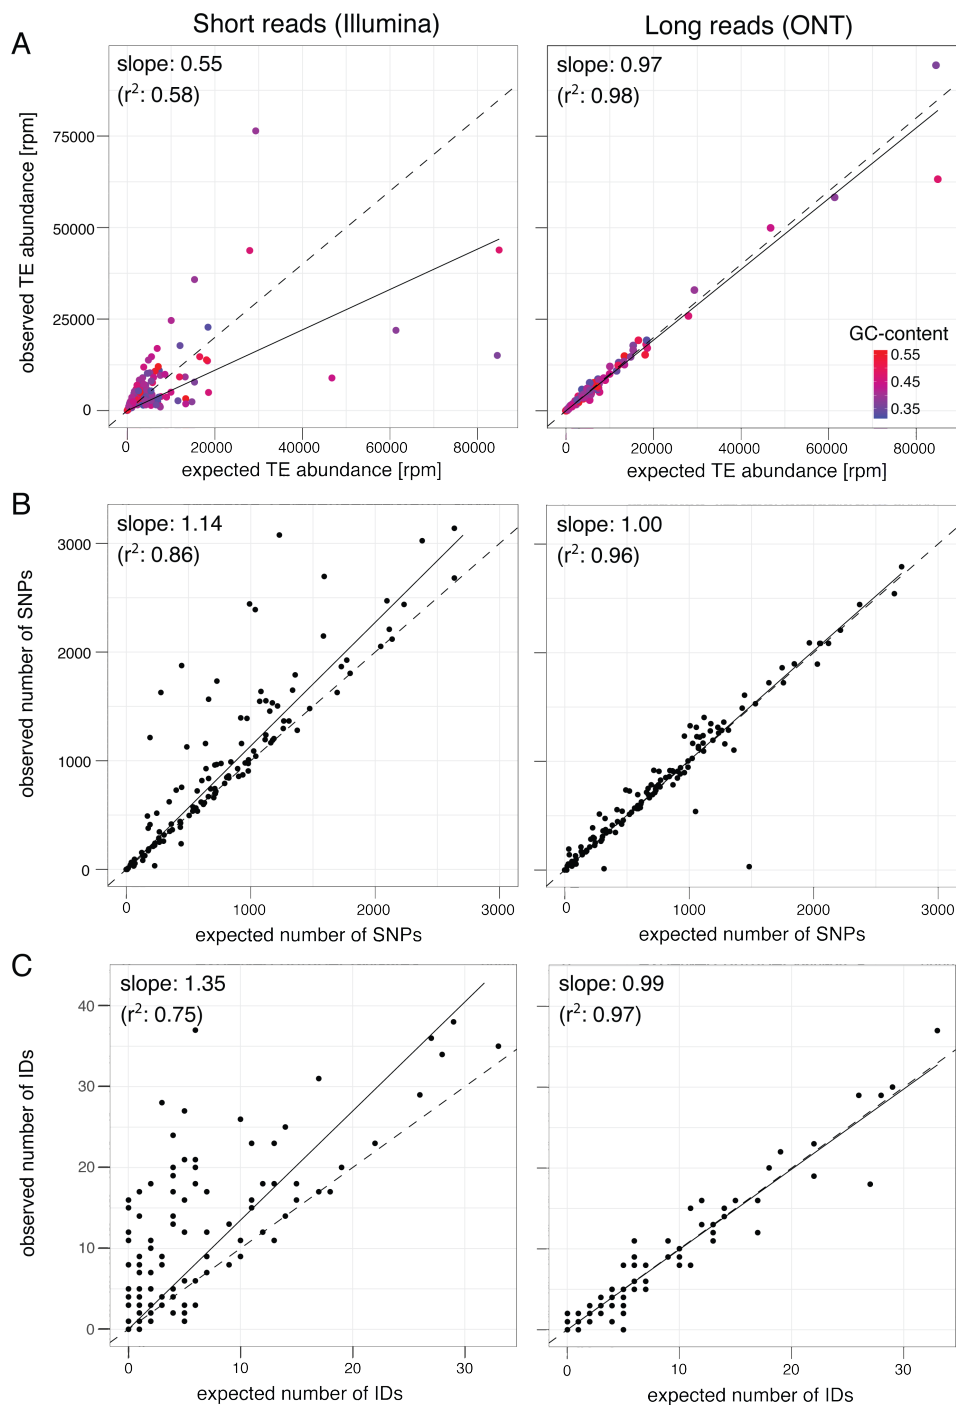 Short reads (Illumina)
Long reads (ONT)
A
slope: 0.55
(r²: 0.58)
observed TE abundance [rpm]
75000
50000
25000
0
0
20000
40000
60000
80000
expected TE abundance [rpm]
slope: 0.97
(r²: 0.98)
GC-content
0.55
0.45
0.35
0
20000
40000
60000
80000
expected TE abundance [rpm]
B
slope: 1.14
(r²: 0.86)
observed number of SNPs
3000
2000
1000
0
0
1000
2000
3000
expected number of SNPs
slope: 1.00
(r²: 0.96)
0
1000
2000
3000
expected number of SNPs
C
slope: 1.35
(r²: 0.75)
observed number of IDs
40
30
20
10
0
0
10
20
30
expected number of IDs
slope: 0.99
(r²: 0.97)
0
10
20
30
expected number of IDs